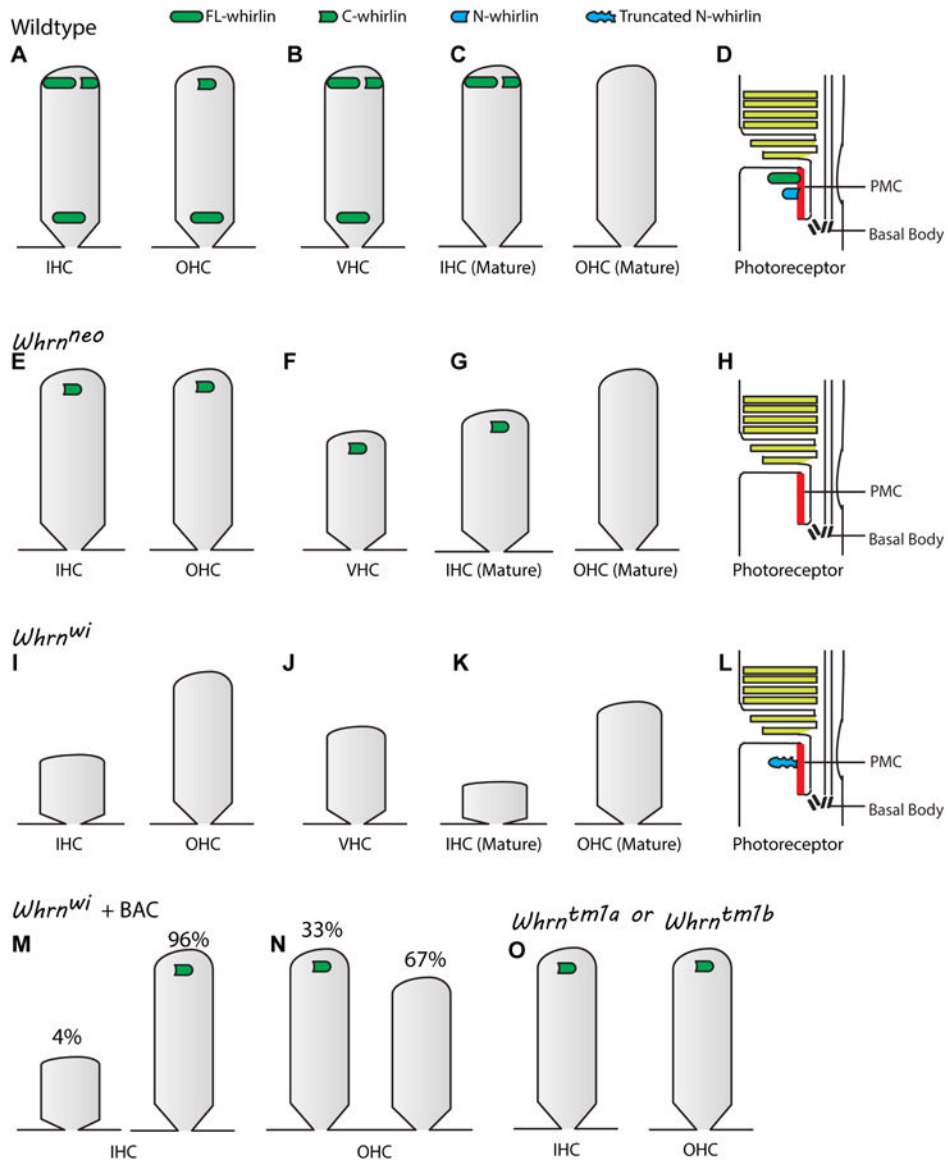 FL-whirlin C-whirlin N-whirlin Truncated N-whirlin
Wildtype
A B C D
PMC
Basal Body
IHC OHC VHC IHC (Mature) OHC (Mature) Photoreceptor
Whrn^neo
E F G H
PMC
Basal Body
IHC OHC VHC IHC (Mature) OHC (Mature) Photoreceptor
Whrn^wi
I J K L
PMC
Basal Body
IHC OHC VHC IHC (Mature) OHC (Mature) Photoreceptor
Whrn^wi + BAC Whrn^tm1a or Whrn^tm1b
M N O
96% 33%
4% 67%
IHC OHC IHC OHC